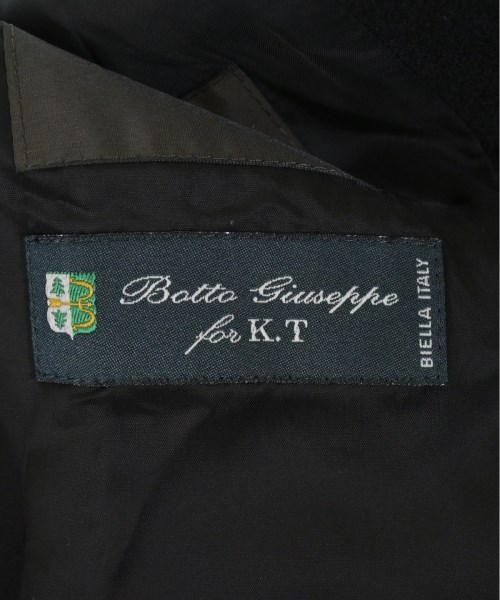 Botto Giuseppe
for K.T
BIELLA ITALY